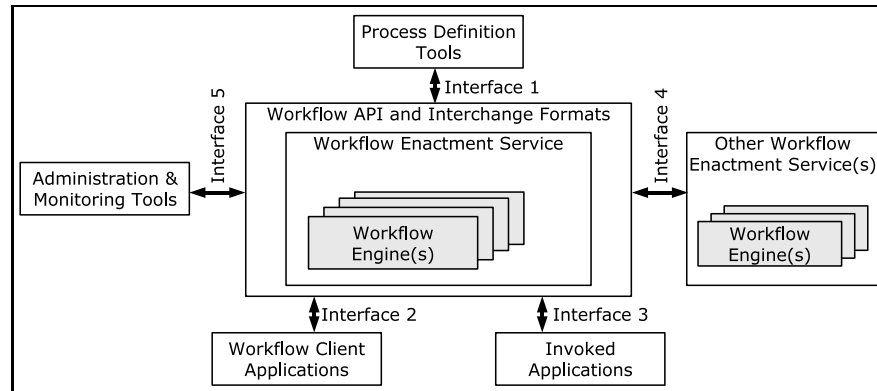 Process Definition
Tools
Interface 1
Interface 5
Interface 4
Workflow API and Interchange Formats
Workflow Enactment Service
Workflow
Engine(s)
Administration &
Monitoring Tools
Other Workflow
Enactment Service(s)
Workflow
Engine(s)
Interface 2
Interface 3
Workflow Client
Applications
Invoked
Applications